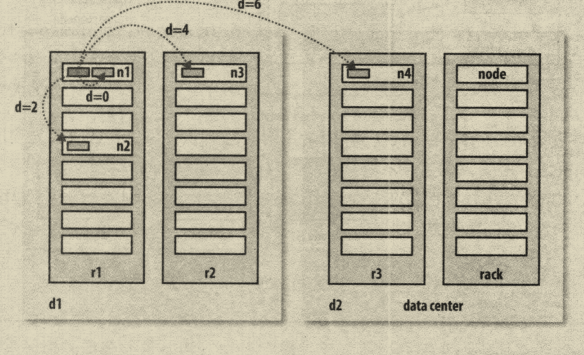 d=6
d=4
n1
n3
n4
node
d=0
d=2
n2
r1
r2
r3
rack
d1
d2
data center